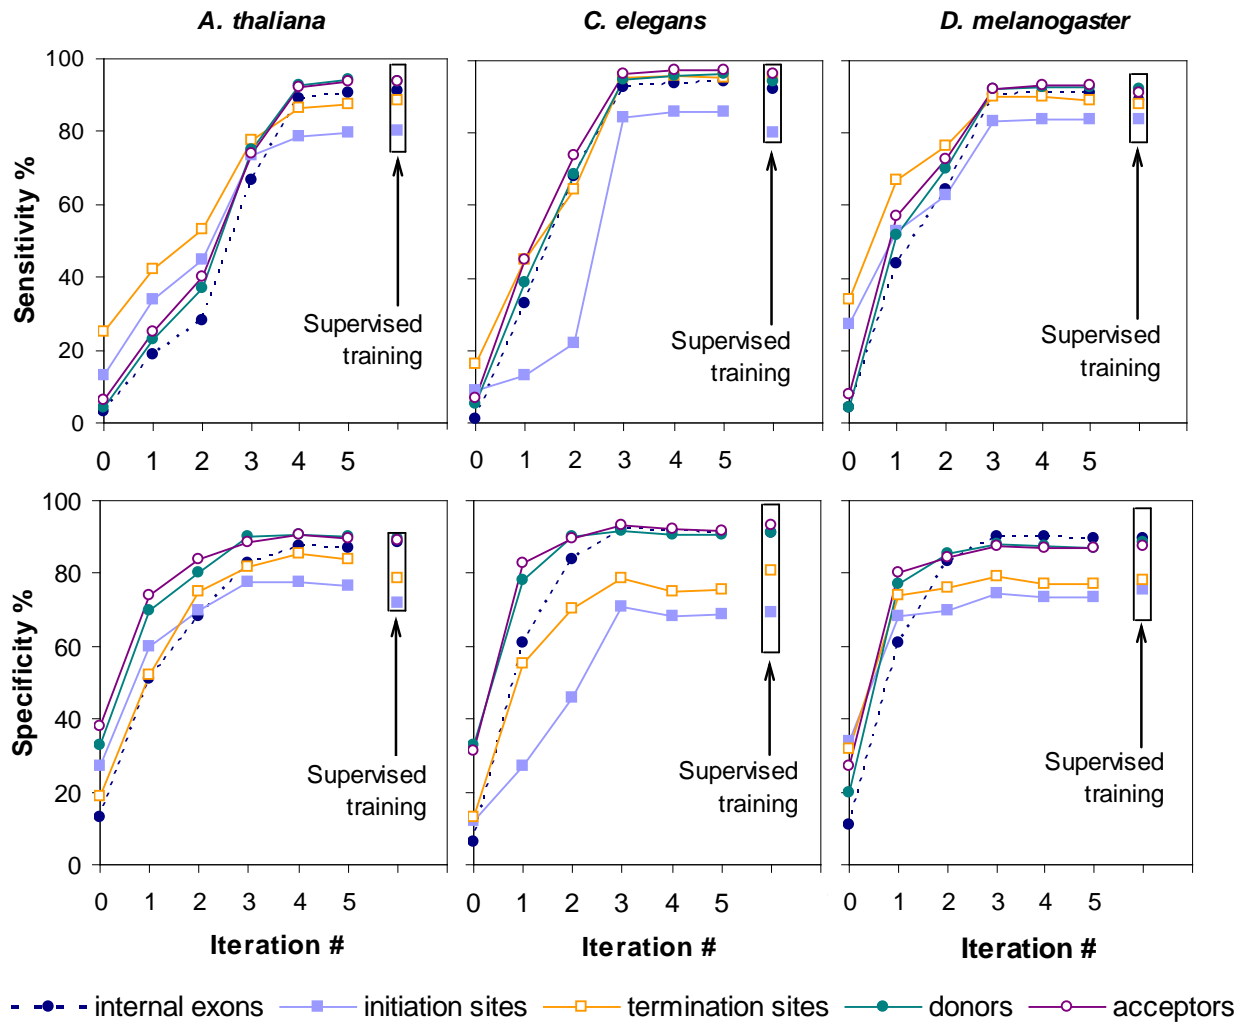 A. thaliana
C. elegans
D. melanogaster
Sensitivity %
100
80
60
40
20
0
Supervised
training
Supervised
training
Supervised
training
0 1 2 3 4 5
0 1 2 3 4 5
0 1 2 3 4 5
Specificity %
100
80
60
40
20
0
Supervised
training
Supervised
training
Supervised
training
0 1 2 3 4 5
0 1 2 3 4 5
0 1 2 3 4 5
Iteration #
Iteration #
Iteration #
internal exons initiation sites termination sites donors acceptors